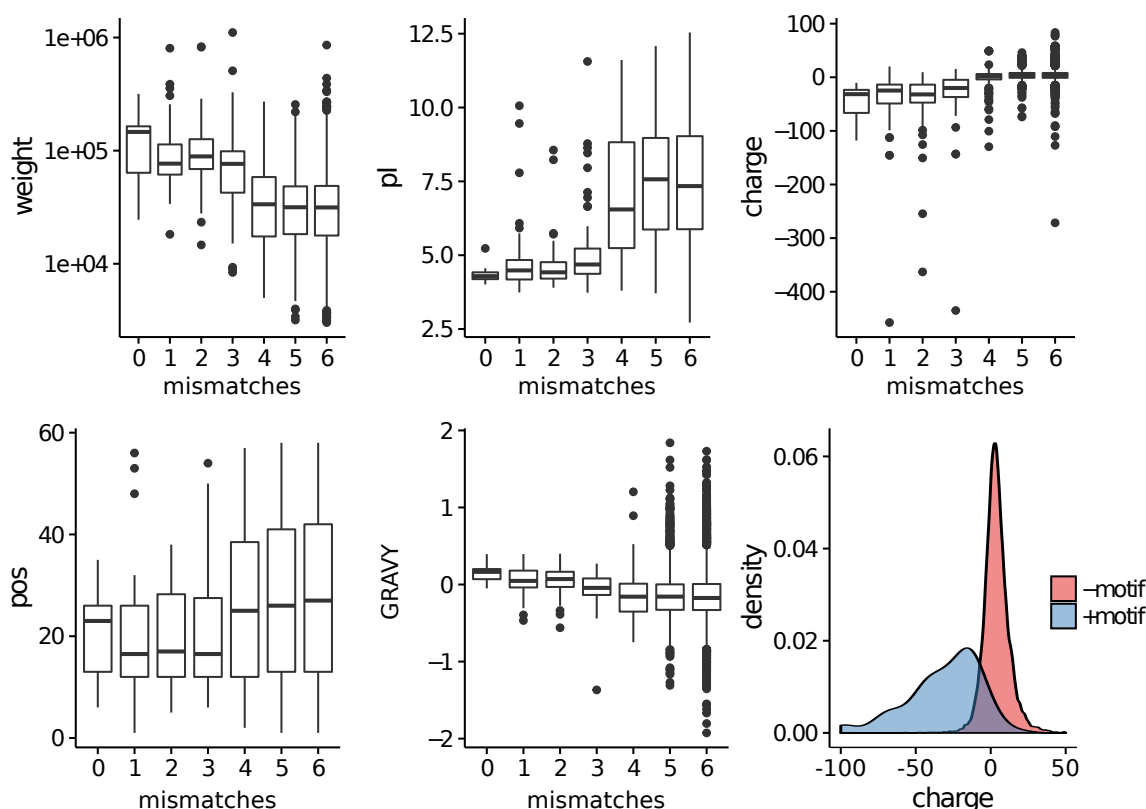 weight
1e+06
1e+05
1e+04
0 1 2 3 4 5 6
mismatches
pI
12.5
10.0
7.5
5.0
2.5
0 1 2 3 4 5 6
mismatches
charge
100
0
−100
−200
−300
−400
0 1 2 3 4 5 6
mismatches
pos
60
40
20
0
0 1 2 3 4 5 6
mismatches
GRAVY
2
1
0
−1
−2
0 1 2 3 4 5 6
mismatches
density
0.06
0.04
0.02
0.00
-100 -50 0 50
charge
−motif
+motif